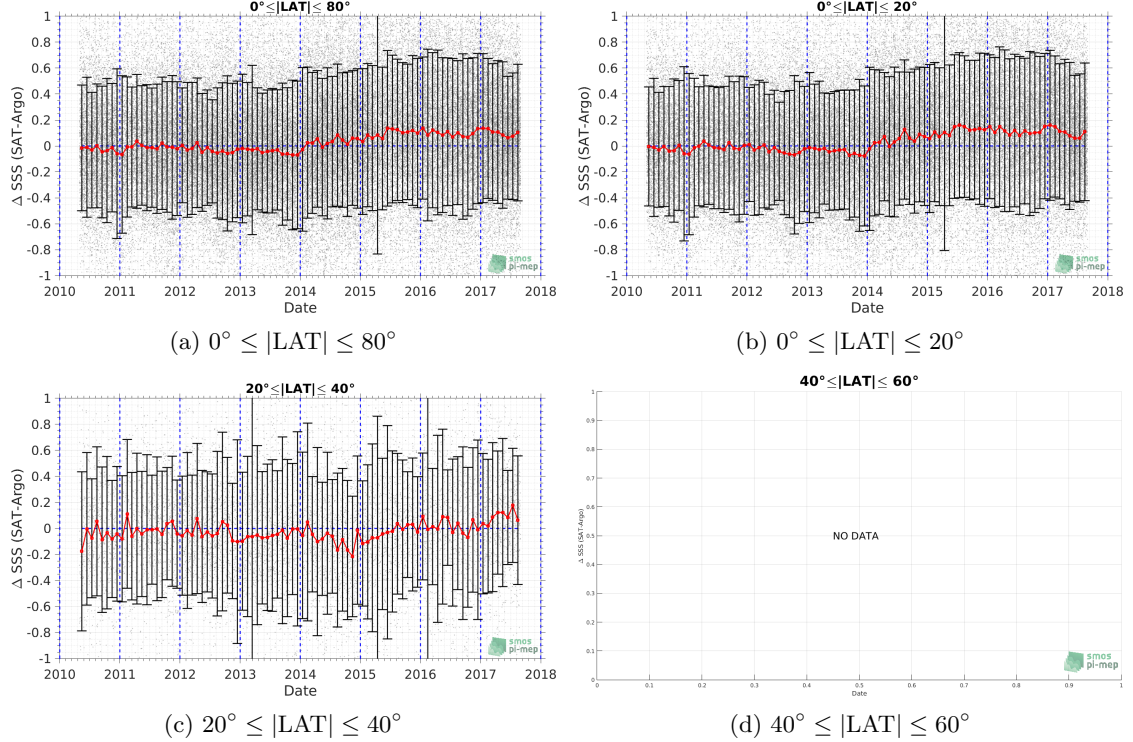 0°≤|LAT|≤ 80°
Δ SSS (SAT-Argo)
1
0.8
0.6
0.4
0.2
0
-0.2
-0.4
-0.6
-0.8
-1
2010 2011 2012 2013 2014 2015 2016 2017 2018
Date
smos
pi-mep
(a) 0° ≤ |LAT| ≤ 80°
0°≤|LAT|≤ 20°
Δ SSS (SAT-Argo)
1
0.8
0.6
0.4
0.2
0
-0.2
-0.4
-0.6
-0.8
-1
2010 2011 2012 2013 2014 2015 2016 2017 2018
Date
smos
pi-mep
(b) 0° ≤ |LAT| ≤ 20°
20°≤|LAT|≤ 40°
Δ SSS (SAT-Argo)
1
0.8
0.6
0.4
0.2
0
-0.2
-0.4
-0.6
-0.8
-1
2010 2011 2012 2013 2014 2015 2016 2017 2018
Date
smos
pi-mep
(c) 20° ≤ |LAT| ≤ 40°
40°≤|LAT|≤ 60°
Δ SSS (SAT-Argo)
1
0.9
0.8
0.7
0.6
0.5
0.4
0.3
0.2
0.1
0
NO DATA
0 0.1 0.2 0.3 0.4 0.5 0.6 0.7 0.8 0.9 1
Date
smos
pi-mep
(d) 40° ≤ |LAT| ≤ 60°